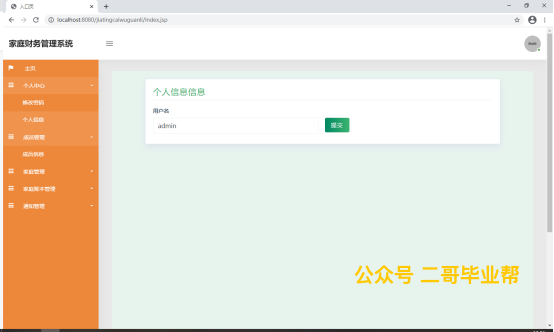 入口页
localhost:8080/jiatingcaiwuguanli/index.jsp
家庭财务管理系统
主页
个人中心
修改密码
个人信息
成员管理
成员信息
家庭管理
家庭账本管理
通知管理
个人信息信息
用户名
admin
提交
公众号 二哥毕业帮